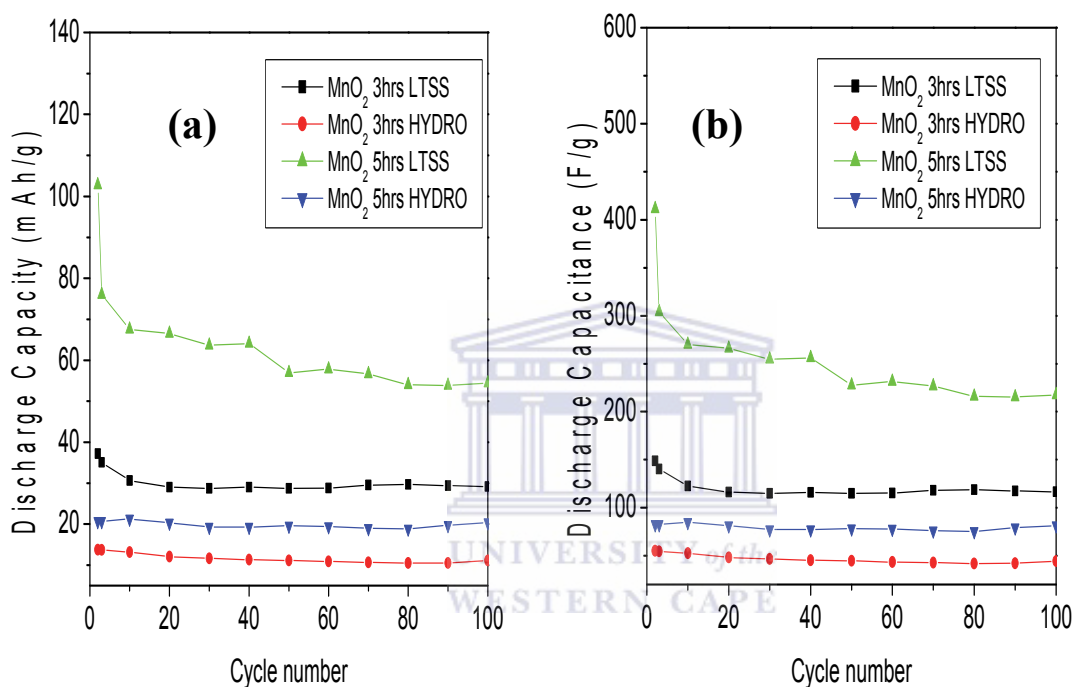 140
120
100
80
60
40
20
0 20 40 60 80 100
Discharge Capacity (mAh/g)
Cycle number
(a)
MnO2 3hrs LTSS
MnO2 3hrs HYDRO
MnO2 5hrs LTSS
MnO2 5hrs HYDRO
600
500
400
300
200
100
0 20 40 60 80 100
Discharge Capacitance (F/g)
Cycle number
(b)
MnO2 3hrs LTSS
MnO2 3hrs HYDRO
MnO2 5hrs LTSS
MnO2 5hrs HYDRO
UNIVERSITY of the
WESTERN CAPE